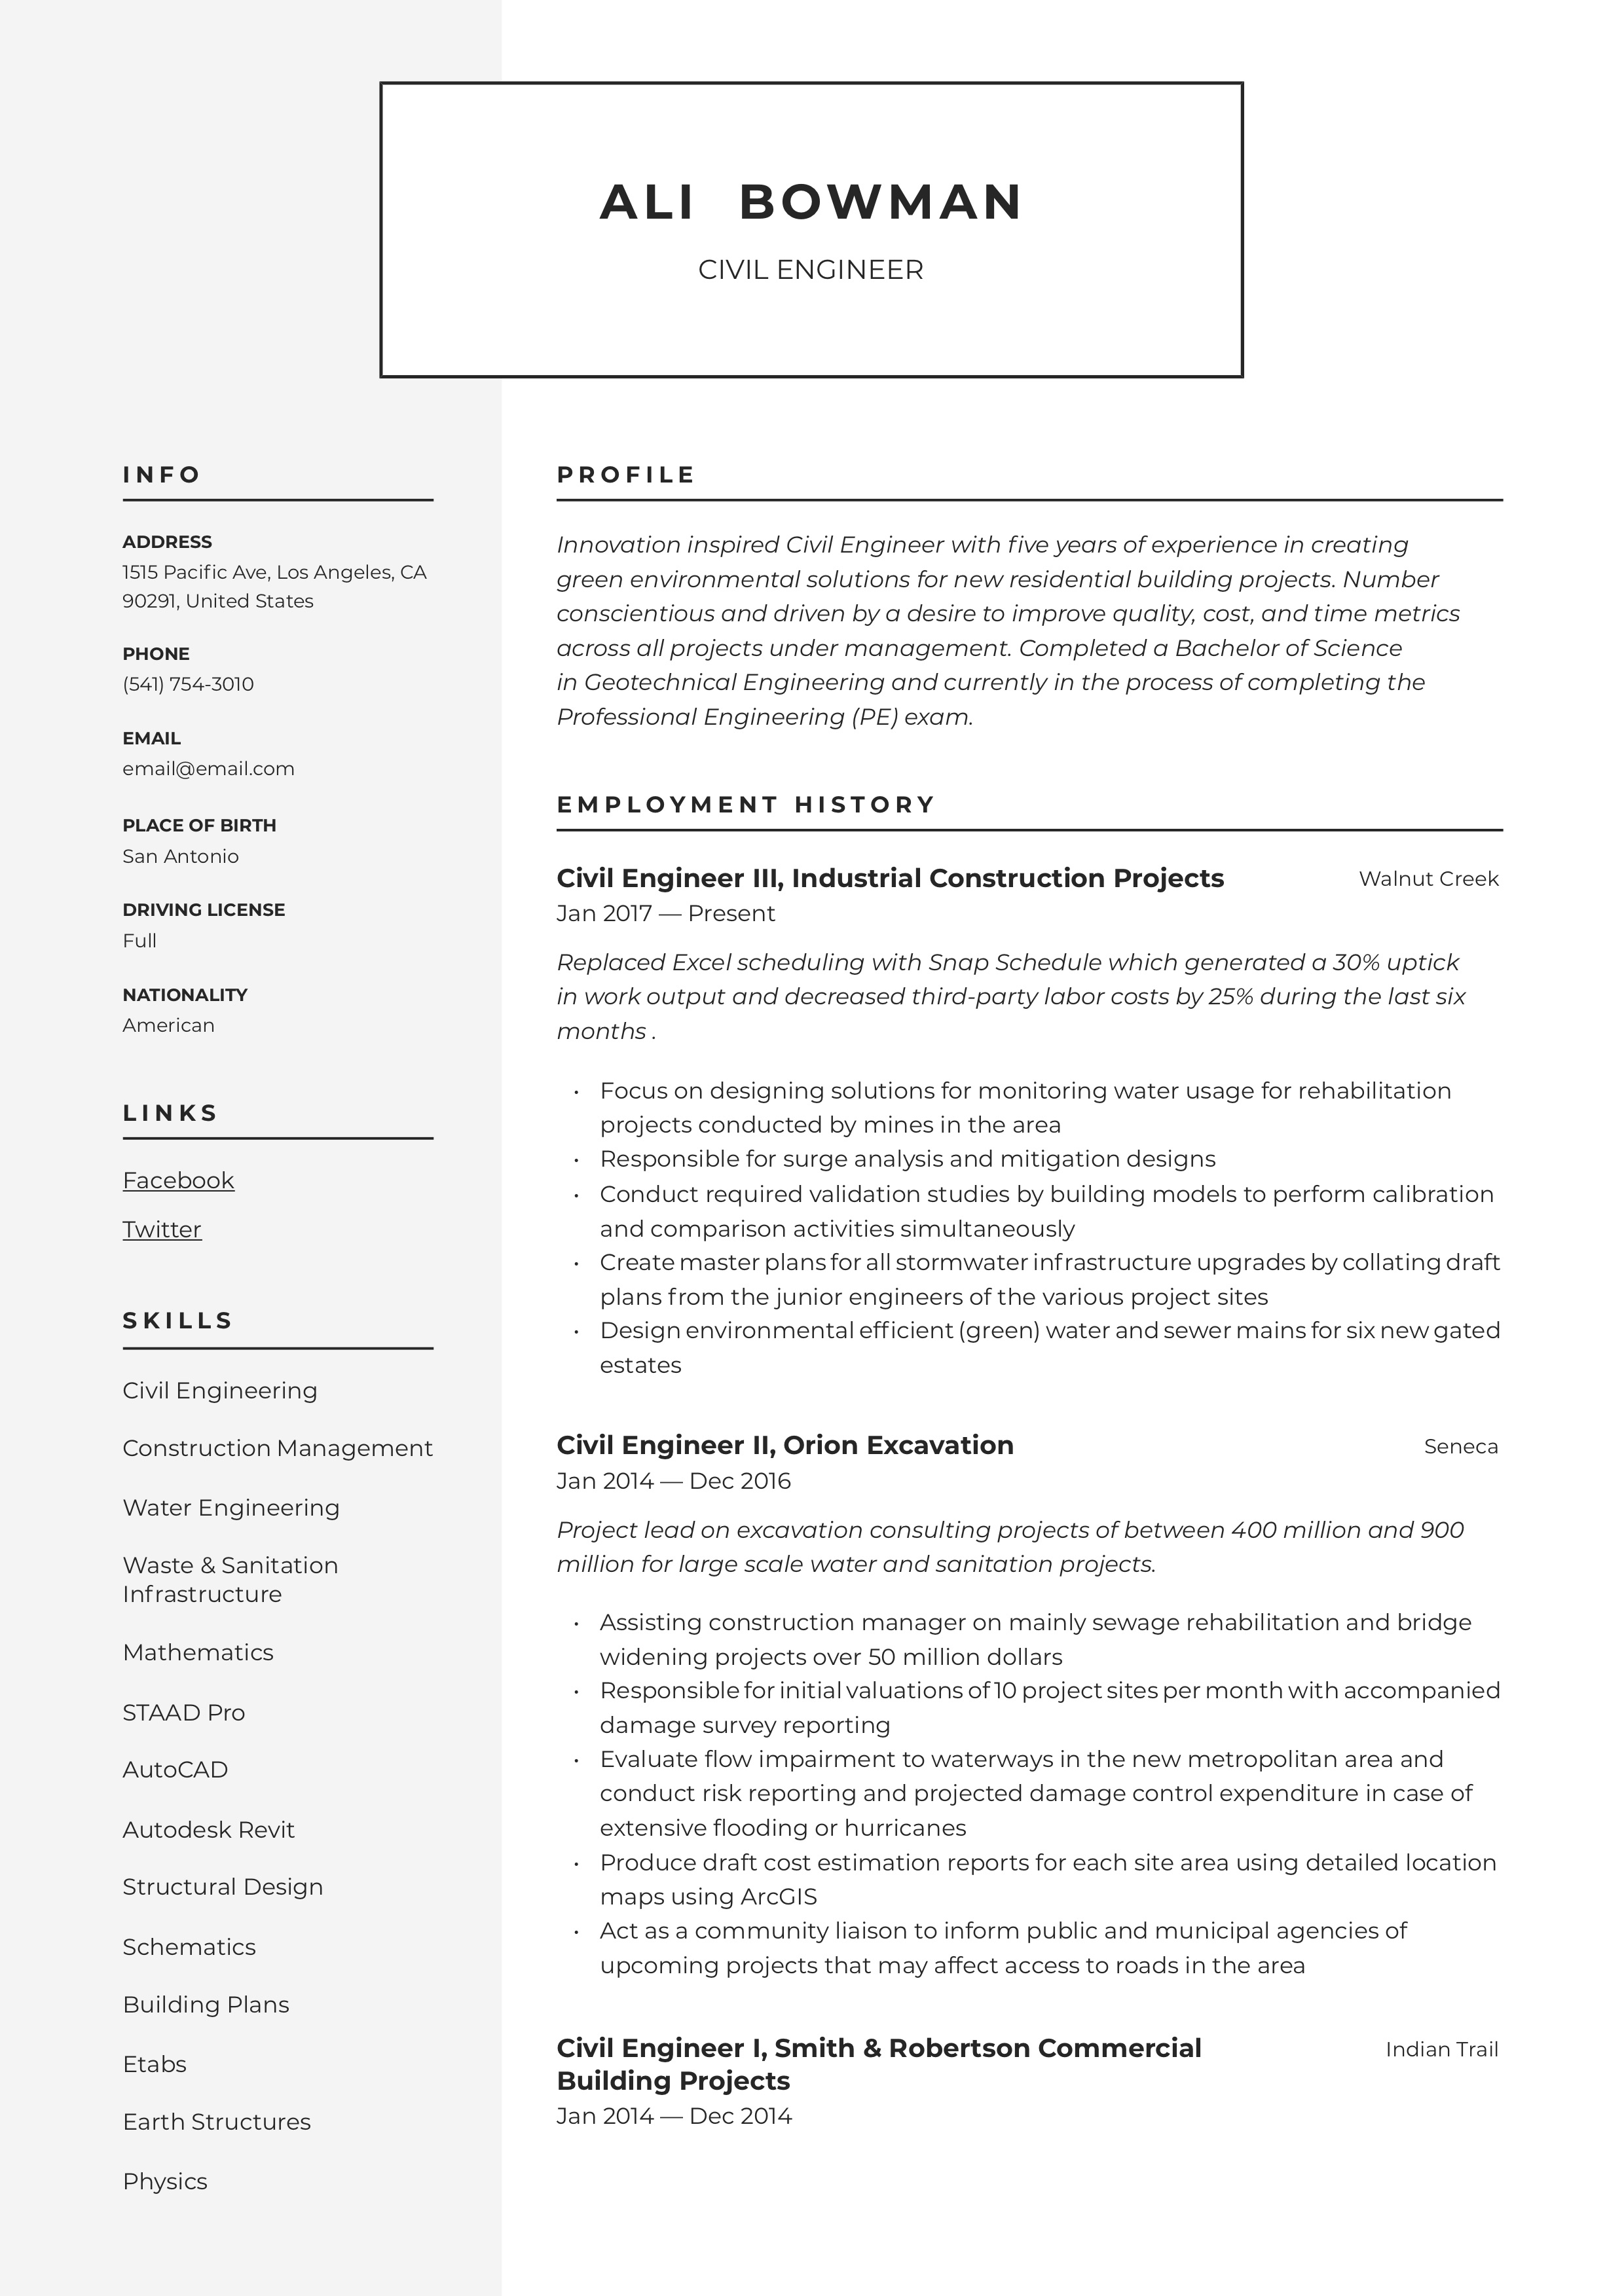 ALI BOWMAN
CIVIL ENGINEER
INFO
ADDRESS
1515 Pacific Ave, Los Angeles, CA
90291, United States
PHONE
(541) 754-3010
EMAIL
email@email.com
PLACE OF BIRTH
San Antonio
DRIVING LICENSE
Full
NATIONALITY
American
LINKS
Facebook
Twitter
SKILLS
Civil Engineering
Construction Management
Water Engineering
Waste & Sanitation
Infrastructure
Mathematics
STAAD Pro
AutoCAD
Autodesk Revit
Structural Design
Schematics
Building Plans
Etabs
Earth Structures
Physics
PROFILE
Innovation inspired Civil Engineer with five years of experience in creating
green environmental solutions for new residential building projects. Number
conscientious and driven by a desire to improve quality, cost, and time metrics
across all projects under management. Completed a Bachelor of Science
in Geotechnical Engineering and currently in the process of completing the
Professional Engineering (PE) exam.
EMPLOYMENT HISTORY
Civil Engineer III, Industrial Construction Projects Walnut Creek
Jan 2017 — Present
Replaced Excel scheduling with Snap Schedule which generated a 30% uptick
in work output and decreased third-party labor costs by 25% during the last six
months .
• Focus on designing solutions for monitoring water usage for rehabilitation
projects conducted by mines in the area
• Responsible for surge analysis and mitigation designs
• Conduct required validation studies by building models to perform calibration
and comparison activities simultaneously
• Create master plans for all stormwater infrastructure upgrades by collating draft
plans from the junior engineers of the various project sites
• Design environmental efficient (green) water and sewer mains for six new gated
estates
Civil Engineer II, Orion Excavation Seneca
Jan 2014 — Dec 2016
Project lead on excavation consulting projects of between 400 million and 900
million for large scale water and sanitation projects.
• Assisting construction manager on mainly sewage rehabilitation and bridge
widening projects over 50 million dollars
• Responsible for initial valuations of 10 project sites per month with accompanied
damage survey reporting
• Evaluate flow impairment to waterways in the new metropolitan area and
conduct risk reporting and projected damage control expenditure in case of
extensive flooding or hurricanes
• Produce draft cost estimation reports for each site area using detailed location
maps using ArcGIS
• Act as a community liaison to inform public and municipal agencies of
upcoming projects that may affect access to roads in the area
Civil Engineer I, Smith & Robertson Commercial Indian Trail
Building Projects
Jan 2014 — Dec 2014